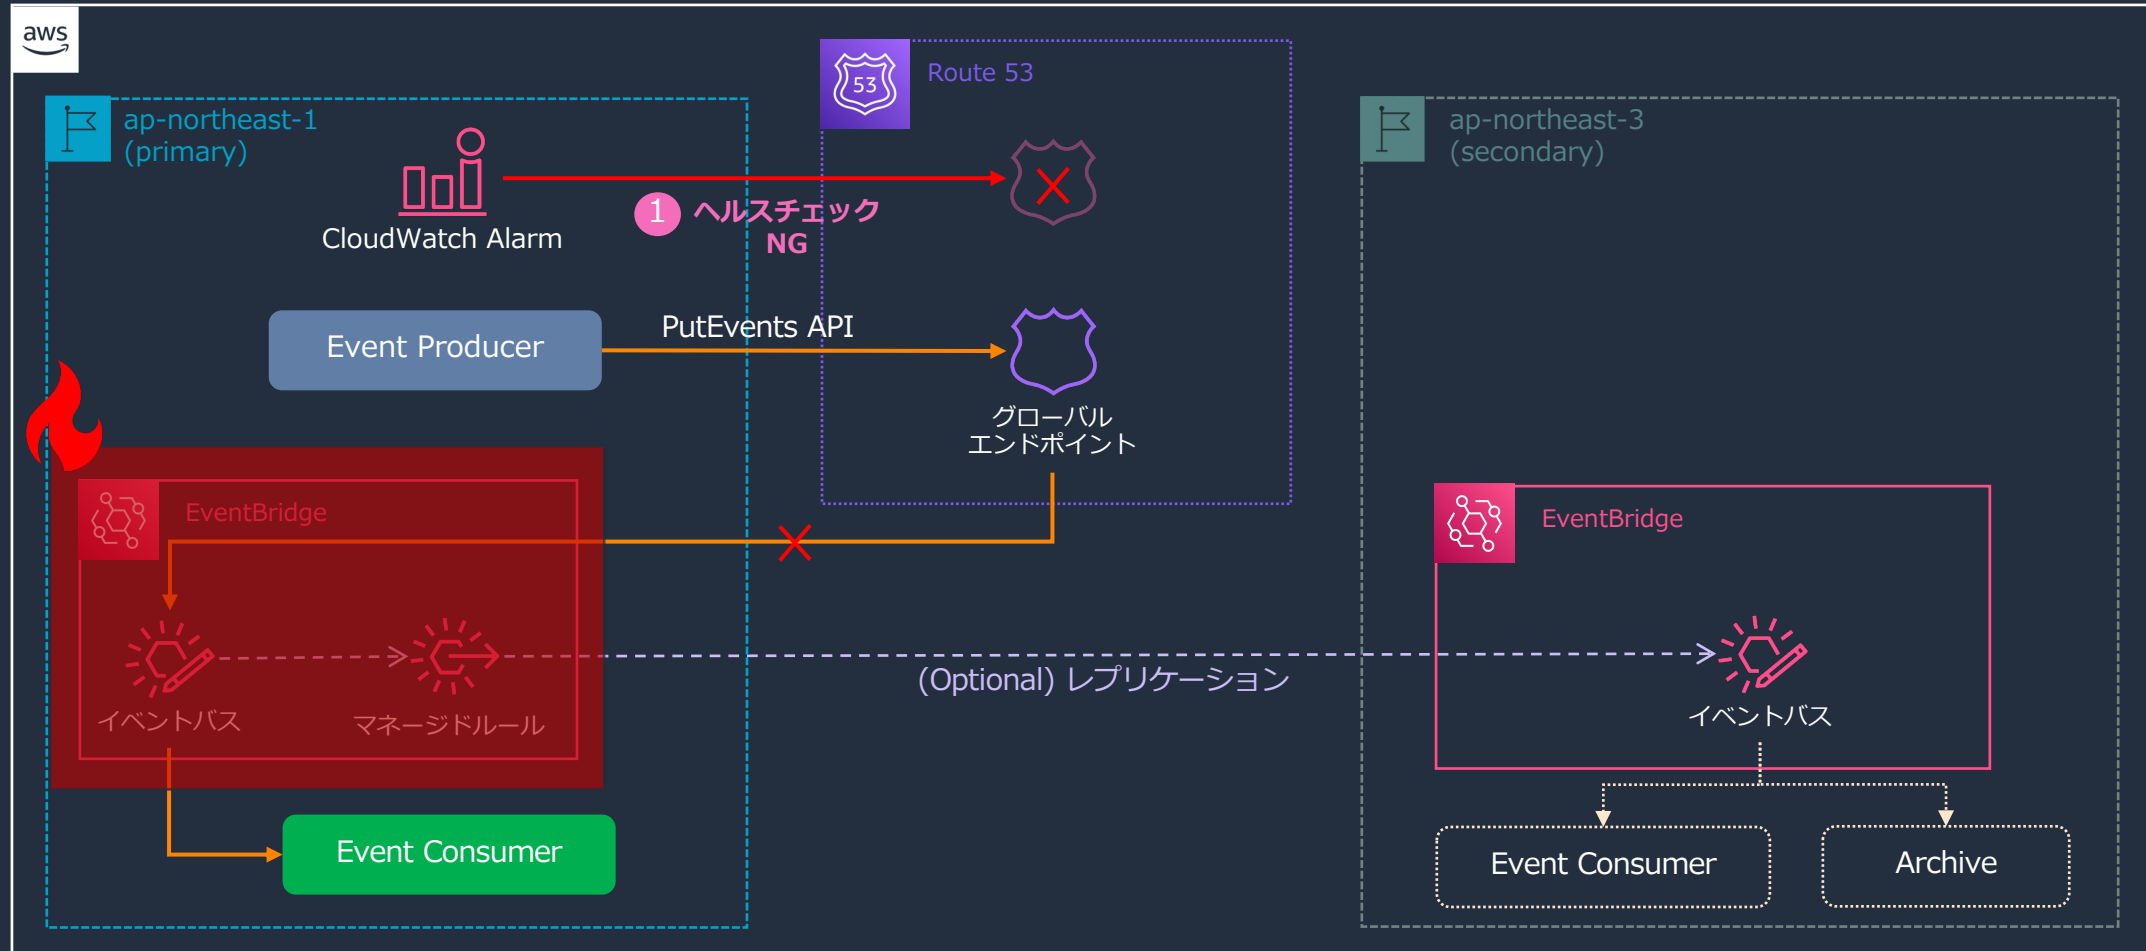 aws
ap-northeast-1
(primary)
CloudWatch Alarm
1
ヘルスチェック
NG
53
Route 53
Event Producer
PutEvents API
グローバル
エンドポイント
EventBridge
イベントバス
マネージドルール
(Optional) レプリケーション
Event Consumer
ap-northeast-3
(secondary)
EventBridge
イベントバス
Event Consumer
Archive